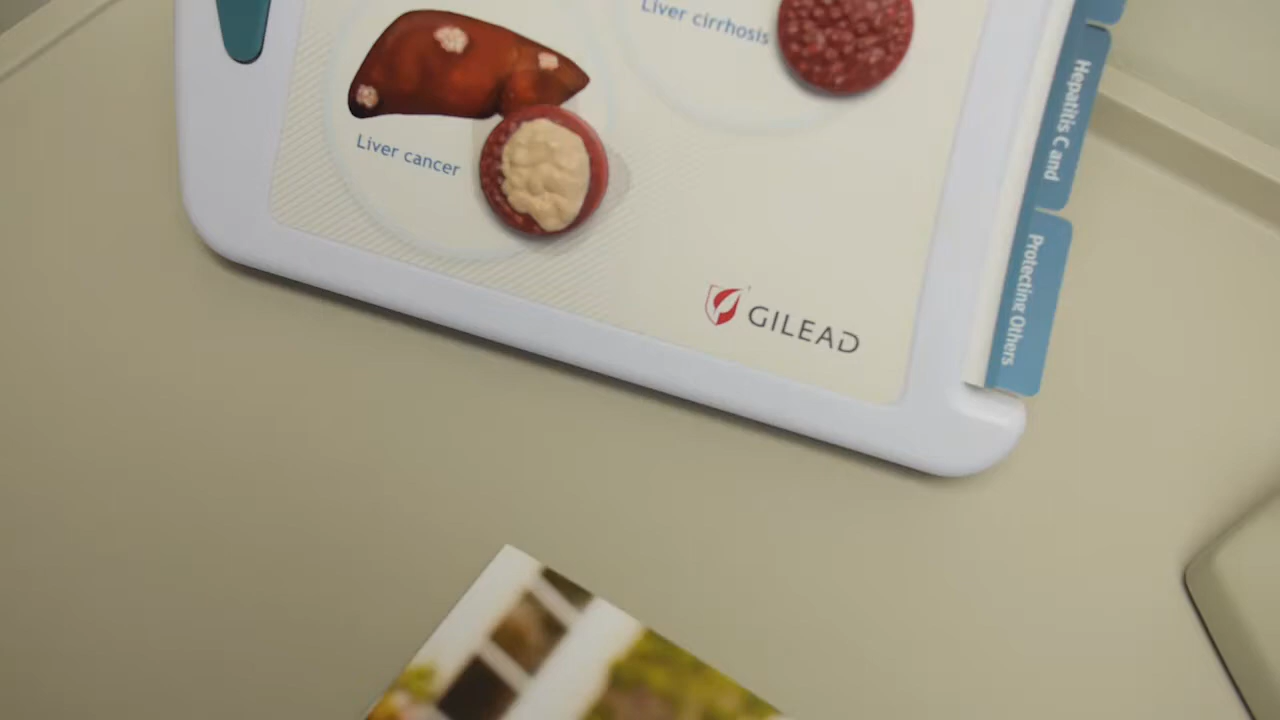 Liver cirrhosis
Liver cancer
GILEAD
Hepatitis C and
Protecting Others